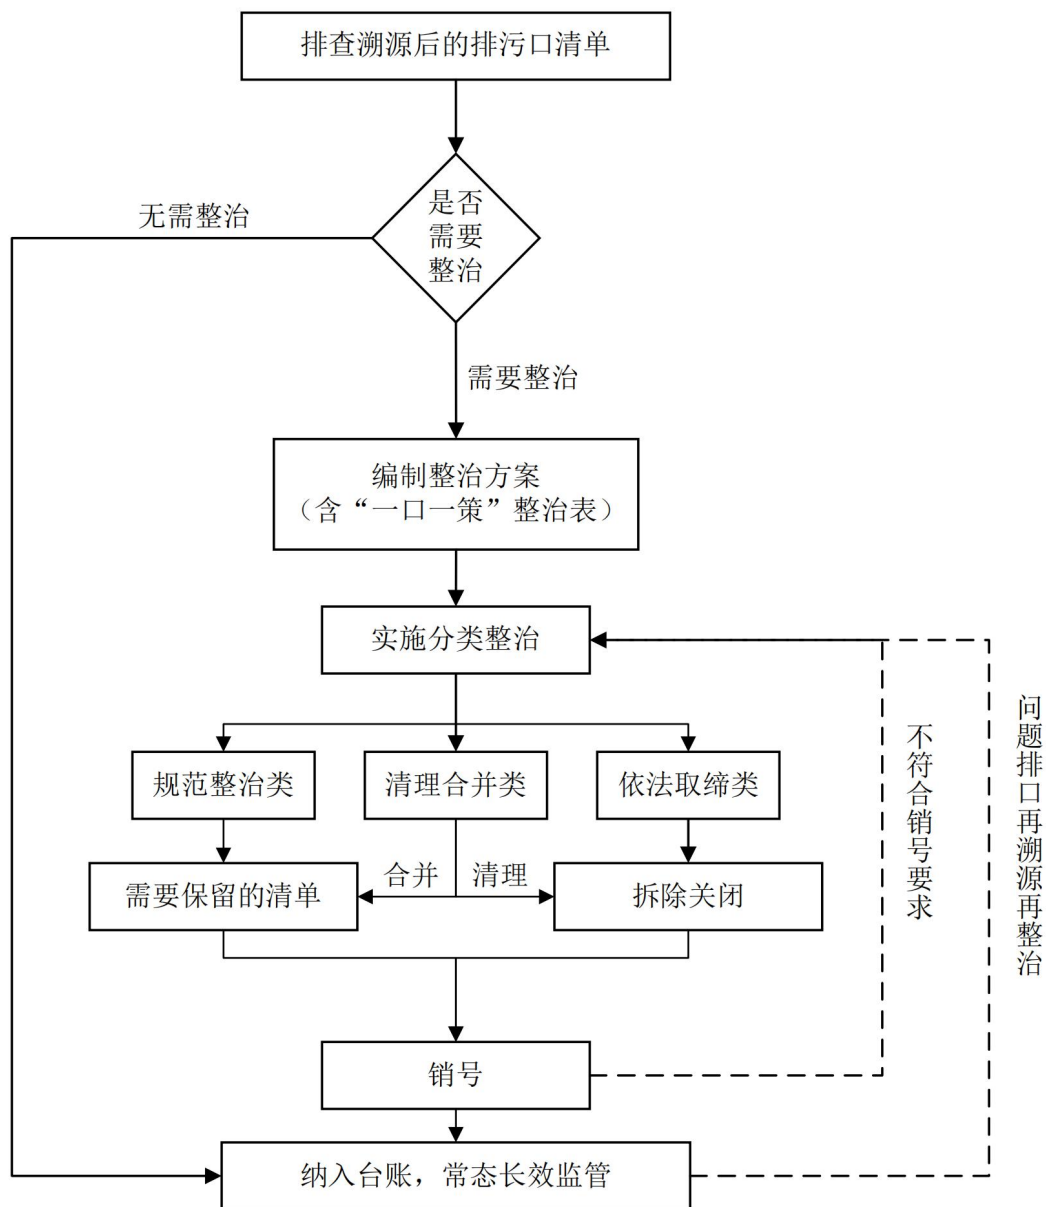 排查溯源后的排污口清单
无需整治
是否
需要
整治
需要整治
编制整治方案
（含“一口一策”整治表）
实施分类整治
规范整治类
清理合并类
依法取缔类
需要保留的清单
合并
清理
拆除关闭
不符合销号要求
问题排口再溯源再整治
销号
纳入台账，常态长效监管